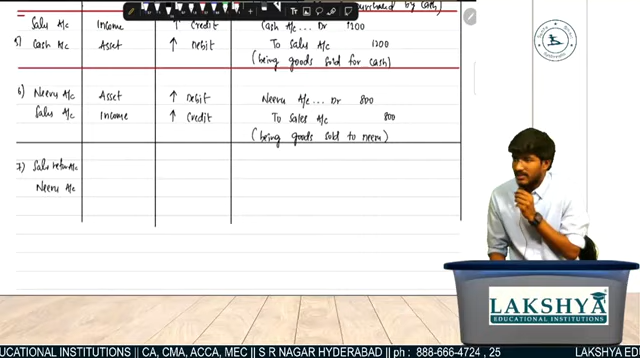 purchased by cash)
Sales A/c Income ↑ Credit Cash A/c... Dr 1200
5) Cash A/c Asset ↑ Debit To Sales A/c 1200
(being goods sold for cash)
6) Neeru A/c Asset ↑ Debit Neeru A/c... Dr 800
Sales A/c Income ↑ Credit To Sales A/c 800
(being goods sold to neeru)
7) Sales return A/c
Neeru A/c
LAKSHYA
EDUCATIONAL INSTITUTIONS
UCATIONAL INSTITUTIONS || CA, CMA, ACCA, MEC || S R NAGAR HYDERABAD || ph : 888-666-4724 , 25 LAKSHYA ED